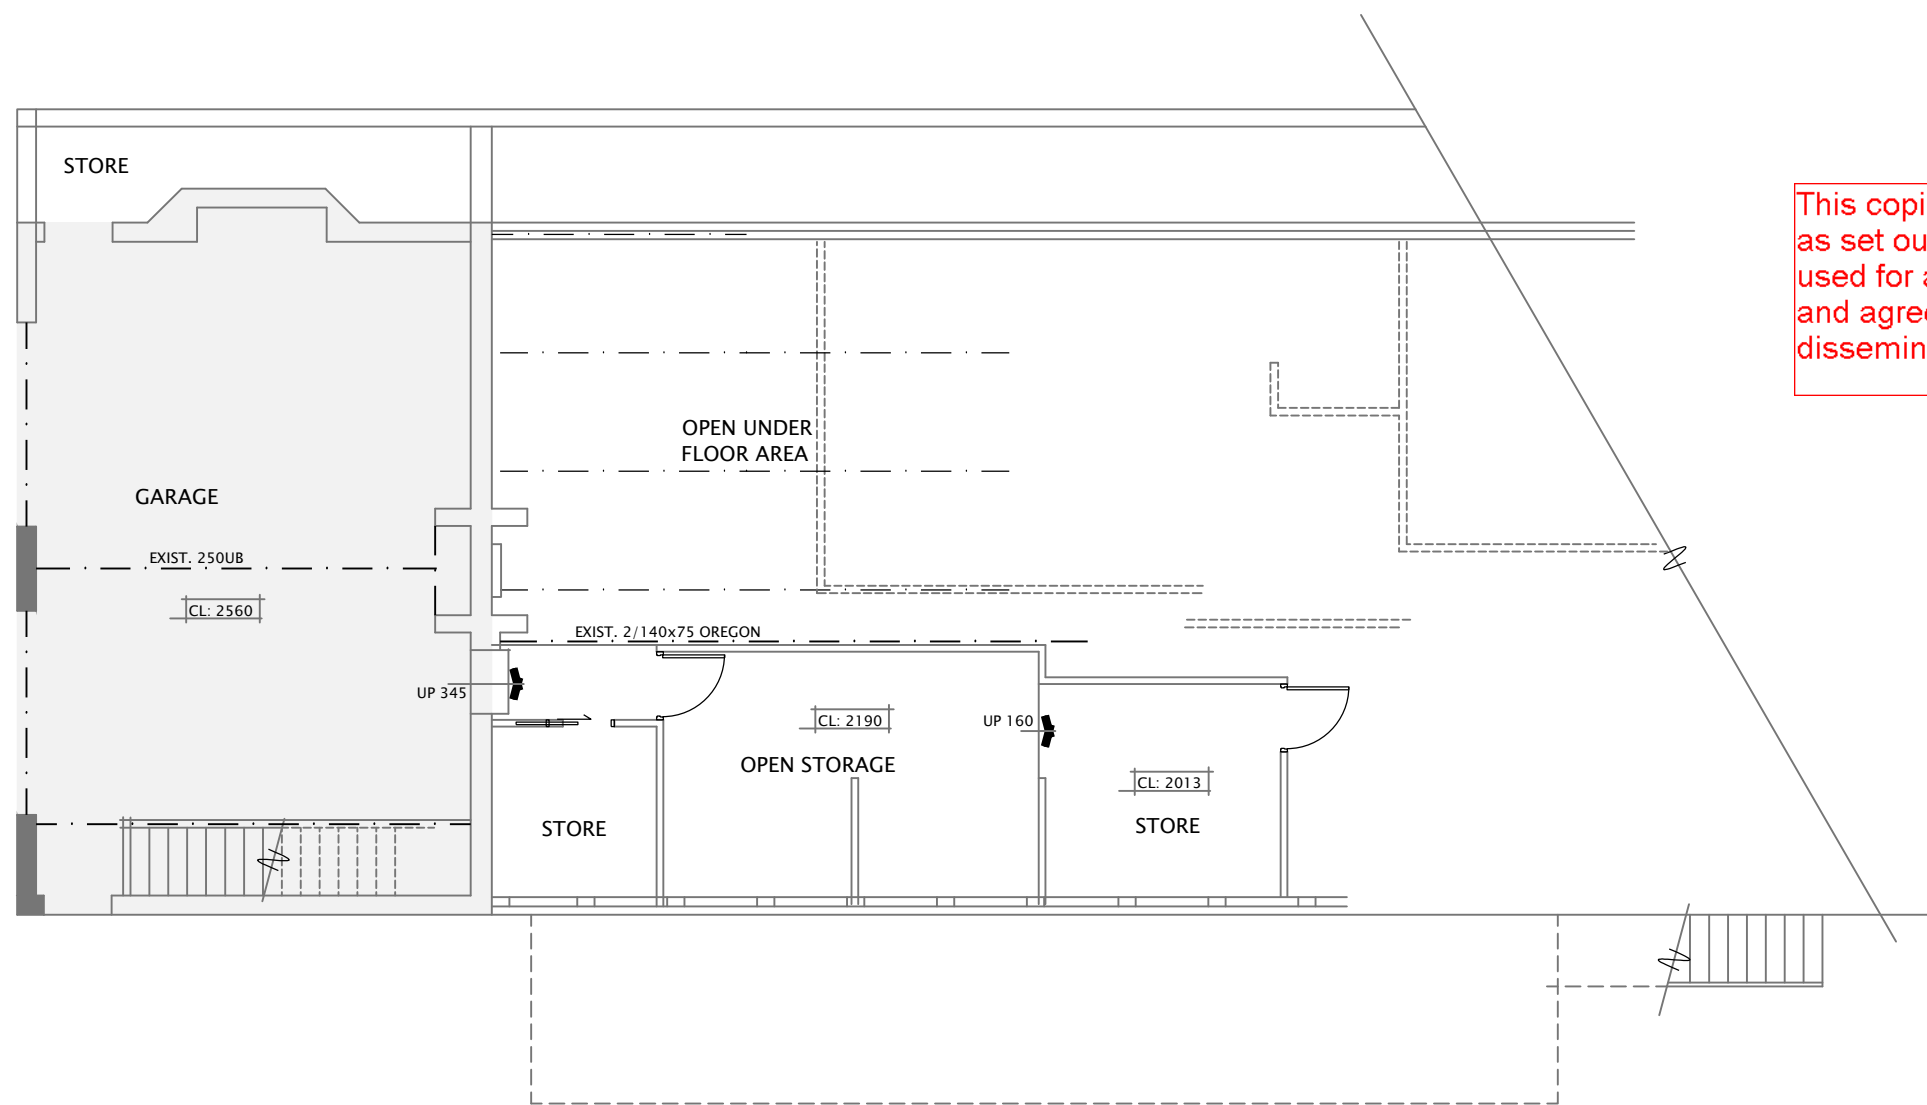 STORE
This copi
as set ou
used for a
and agree
dissemin
OPEN UNDER
FLOOR AREA
GARAGE
EXIST. 250UB
CL: 2560
EXIST. 2/140x75 OREGON
UP 345
CL: 2190
UP 160
OPEN STORAGE
CL: 2013
STORE
STORE